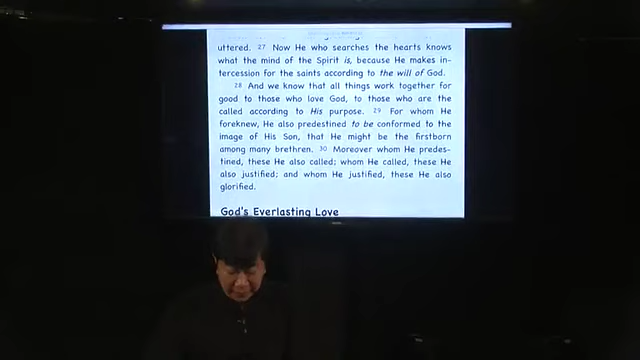 uttered. 27 Now He who searches the hearts knows
what the mind of the Spirit is, because He makes in-
tercession for the saints according to the will of God.
28 And we know that all things work together for
good to those who love God, to those who are the
called according to His purpose. 29 For whom He
foreknew, He also predestined to be conformed to the
image of His Son, that He might be the firstborn
among many brethren. 30 Moreover whom He predes-
tined, these He also called; whom He called, these He
also justified; and whom He justified, these He also
glorified.
God's Everlasting Love